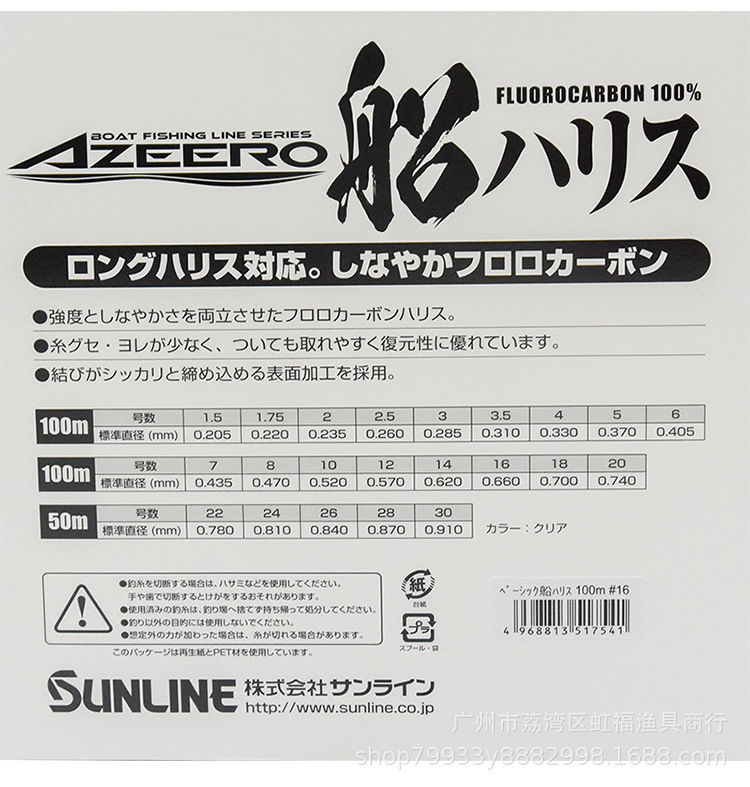 BOAT FISHING LINE SERIES
AZEERO
船ハリス
FLUOROCARBON 100%
ロングハリス対応。しなやかフロロカーボン
●強度としなやかさを両立させたフロロカーボンハリス。
●糸グセ・ヨレが少なく、ついても取れやすく復元性に優れています。
●結びがシッカリと締め込める表面加工を採用。
100m 号数 1.5 1.75 2 2.5 3 3.5 4 5 6
標準直径 (mm) 0.205 0.220 0.235 0.260 0.285 0.310 0.330 0.370 0.405
100m 号数 7 8 10 12 14 16 18 20
標準直径 (mm) 0.435 0.470 0.520 0.570 0.620 0.660 0.700 0.740
50m 号数 22 24 26 28 30
標準直径 (mm) 0.780 0.810 0.840 0.870 0.910
カラー：クリア
●釣糸を切断する場合は、ハサミなどを使用してください。
手や歯で切断するとけがをするおそれがあります。
●使用済みの釣糸は、釣り場へ捨てず持ち帰って処分してください。
●釣り以外の目的には使用しないでください。
●想定外の力が加わった場合は、糸が切れる場合があります。
このパッケージは再生紙とPET材を使用しています。
紙
台紙
プラ
スプール・袋
ベーシック船ハリス 100m #16
4 968813 517541
SUNLINE 株式会社サンライン
http://www.sunline.co.jp
广州市荔湾区虹福渔具商行
shop79933y8882998.1688.com